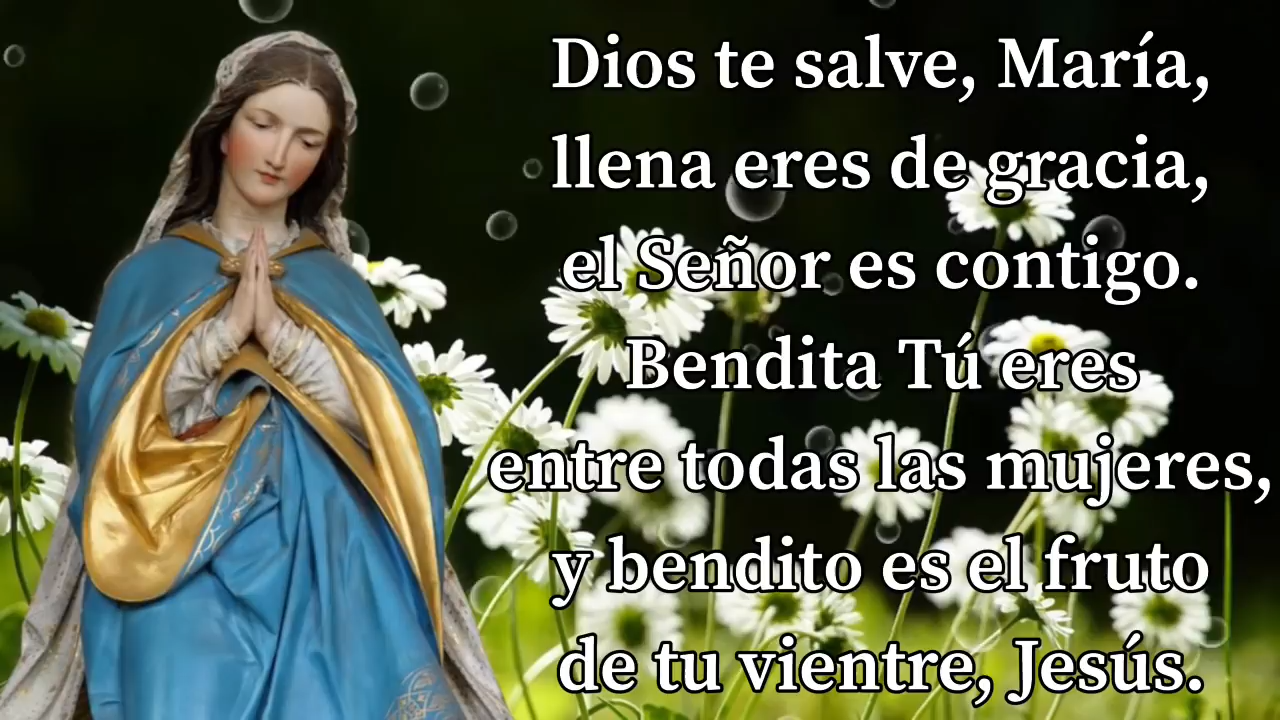 Dios te salve, María,
llena eres de gracia,
el Señor es contigo.
Bendita Tú eres
entre todas las mujeres,
y bendito es el fruto
de tu vientre, Jesús.